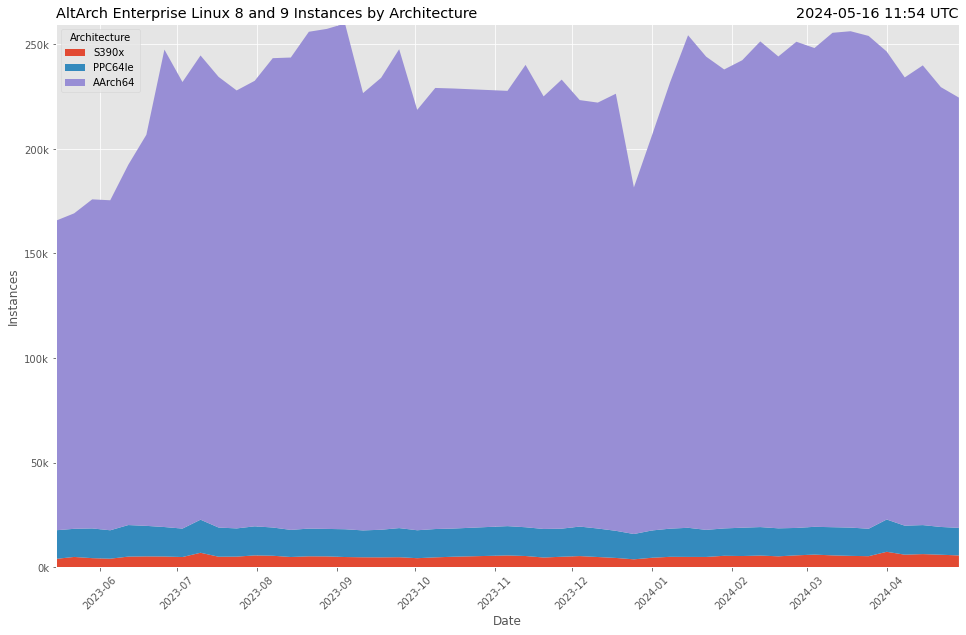 AltArch Enterprise Linux 8 and 9 Instances by Architecture
2024-05-16 11:54 UTC
Architecture
S390x
PPC64le
AArch64
250k
200k
150k
100k
50k
0k
Instances
2023-06
2023-07
2023-08
2023-09
2023-10
2023-11
2023-12
2024-01
2024-02
2024-03
2024-04
Date